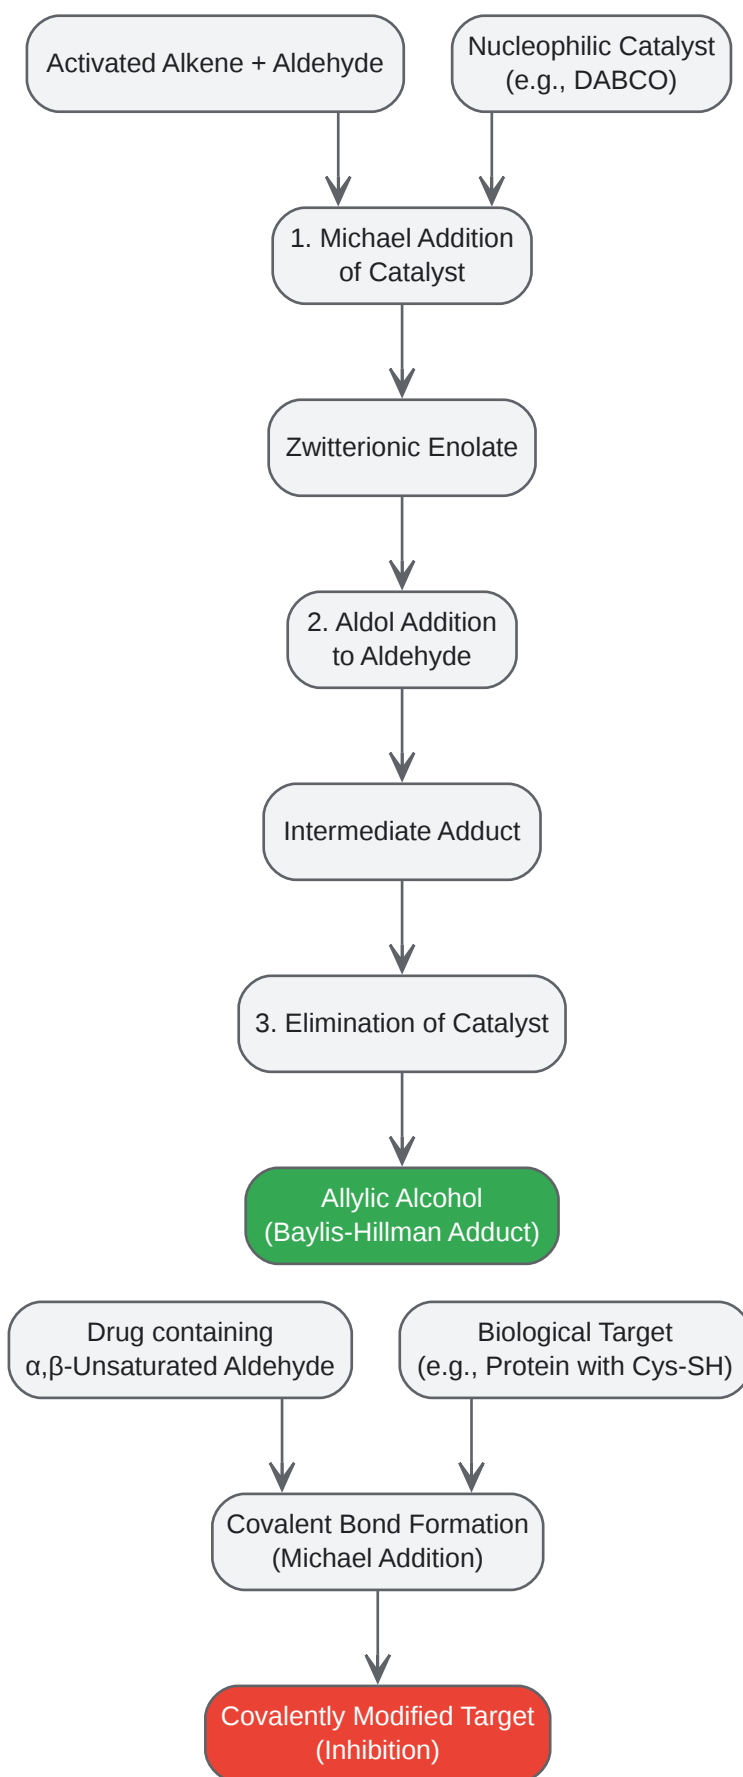 Activated Alkene + Aldehyde
Nucleophilic Catalyst
(e.g., DABCO)
1. Michael Addition
of Catalyst
Zwitterionic Enolate
2. Aldol Addition
to Aldehyde
Intermediate Adduct
3. Elimination of Catalyst
Allylic Alcohol
(Baylis-Hillman Adduct)
Drug containing
α,β-Unsaturated Aldehyde
Biological Target
(e.g., Protein with Cys-SH)
Covalent Bond Formation
(Michael Addition)
Covalently Modified Target
(Inhibition)